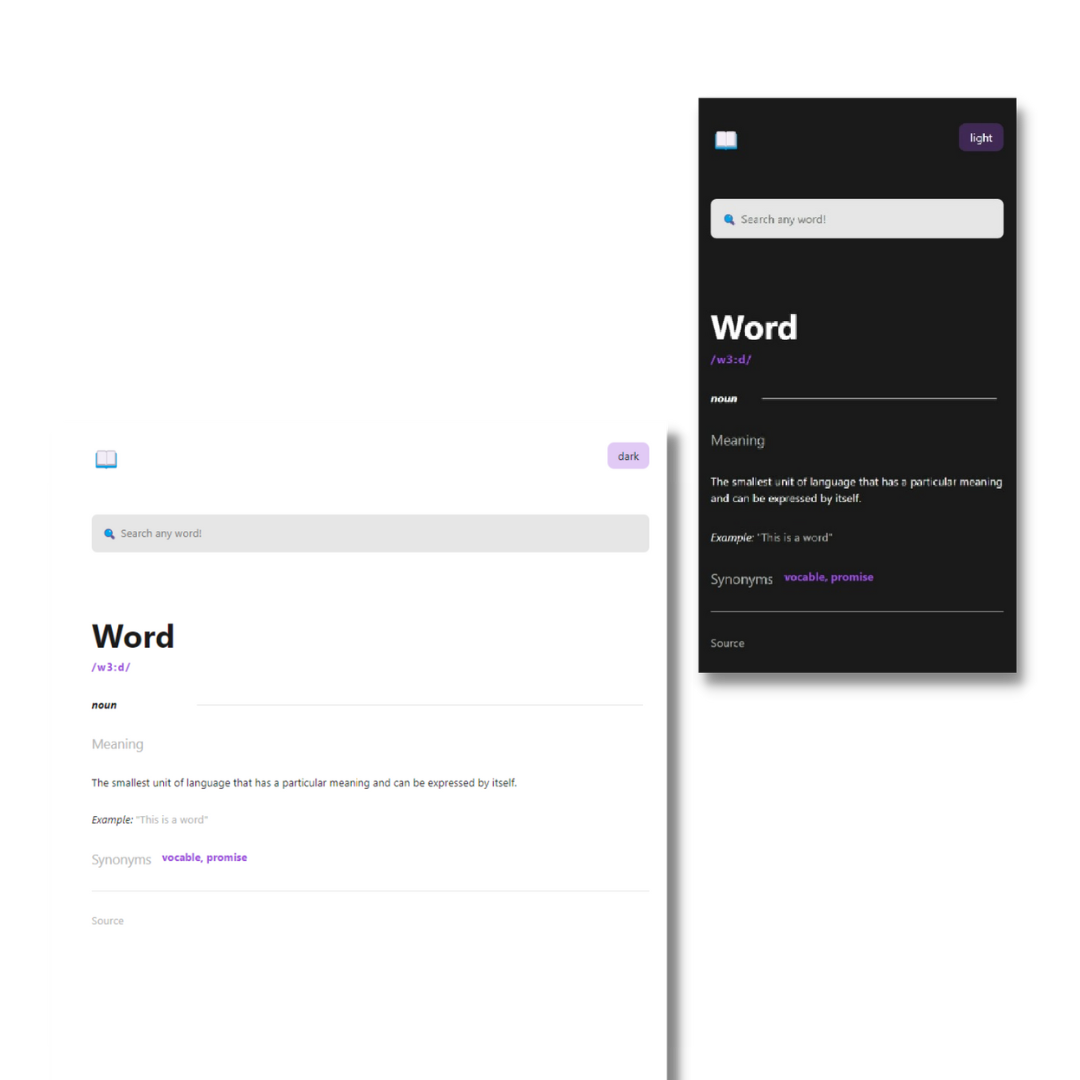 light
🔍 Search any word!
Word
/w3:d/
noun
Meaning
The smallest unit of language that has a particular meaning
and can be expressed by itself.
Example: "This is a word"
Synonyms vocable, promise
Source
dark
🔍 Search any word!
Word
/w3:d/
noun
Meaning
The smallest unit of language that has a particular meaning and can be expressed by itself.
Example: "This is a word"
Synonyms vocable, promise
Source